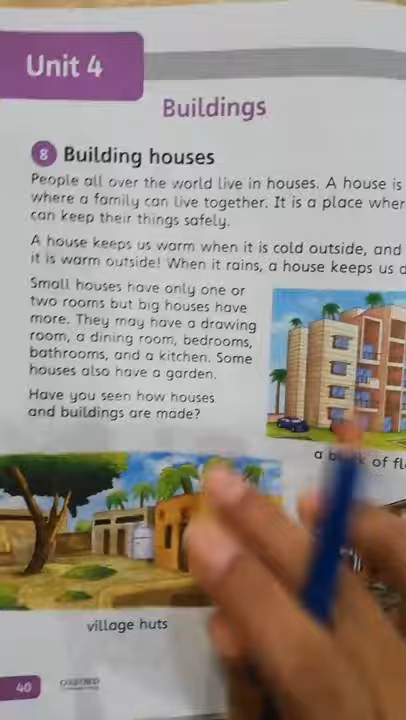 Unit 4
Buildings
8 Building houses
People all over the world live in houses. A house is
where a family can live together. It is a place
can keep their things safely.
A house keeps us warm when it is cold outside, and
it is warm outside! When it rains, a house keeps us
Small houses have only one or
two rooms but big houses have
more. They may have a drawing
room, a dining room, bedrooms,
bathrooms, and a kitchen. Some
houses also have a garden.
Have you seen how houses
and buildings are made?
a of
village huts
40
OXFORD